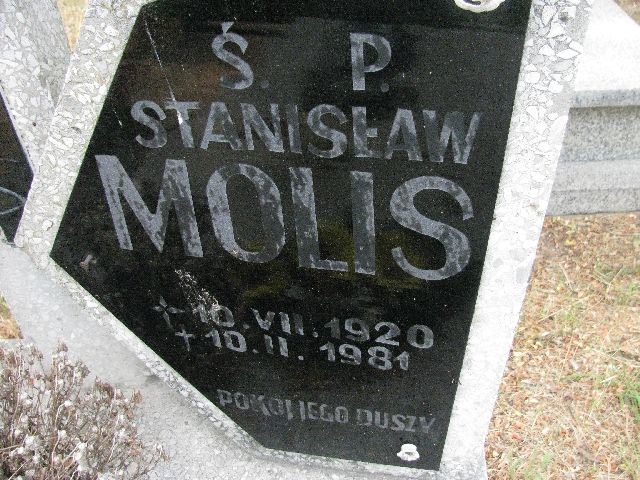 Ś. P.
STANISŁAW
MOLIS
* 10.VII.1920
+ 10.II.1981
POKÓJ JEGO DUSZY